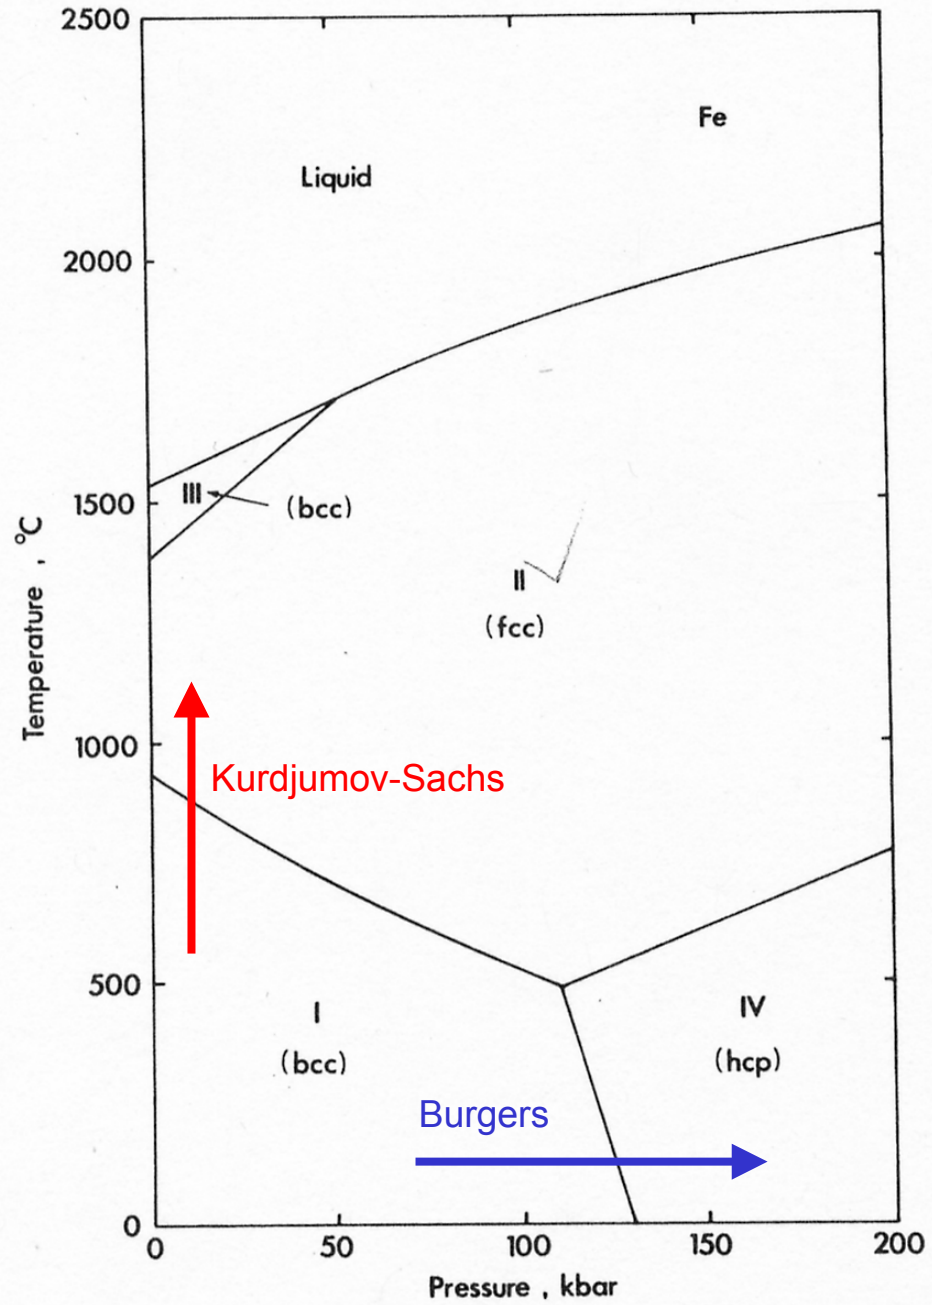 2500
Fe
Liquid
2000
III
1500
(bcc)
II
(fcc)
Temperature , °C
1000
Kurdjumov-Sachs
500
I
(bcc)
IV
(hcp)
Burgers
0
0
50
100
150
200
Pressure , kbar